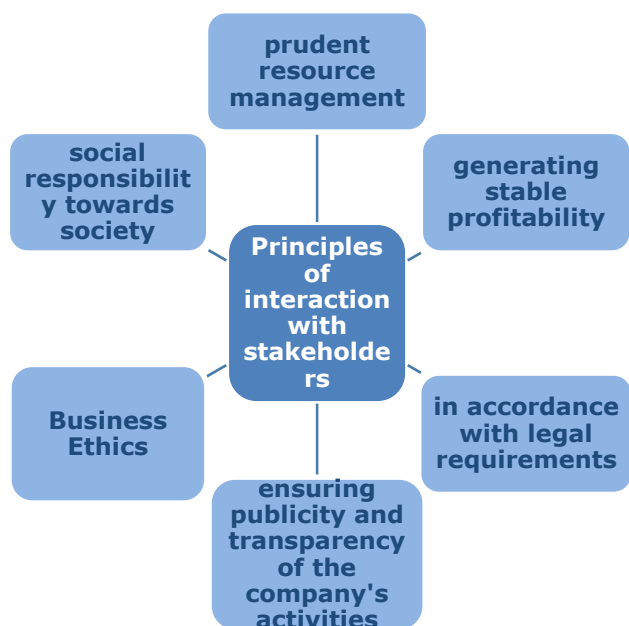 prudent
resource
management
social
responsibilit
y towards
society
generating
stable
profitability
Principles
of
interaction
with
stakeholde
rs
Business
Ethics
in accordance
with legal
requirements
ensuring
publicity and
transparency
of the
company's
activities